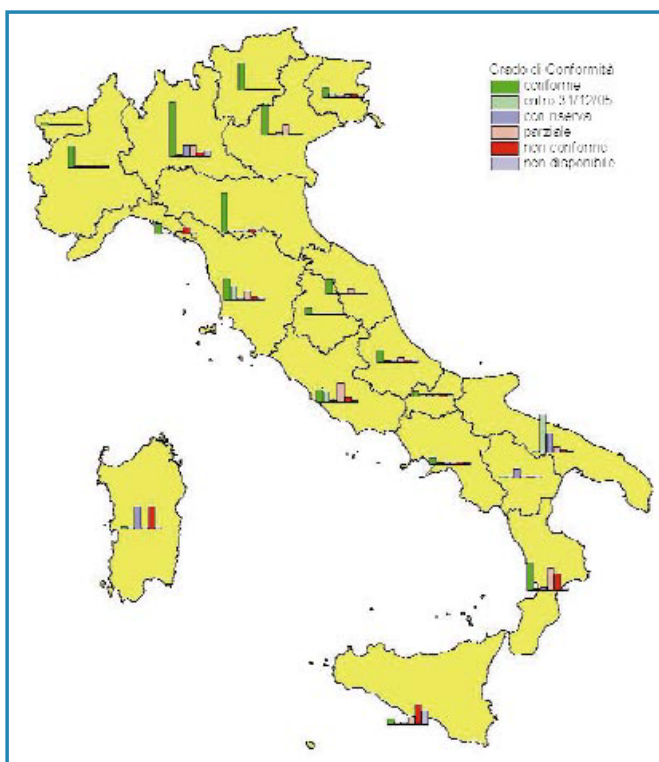 Grado di Conformità
conforme
entro 31/12/05
con riserva
parziale
non conforme
non disponibile